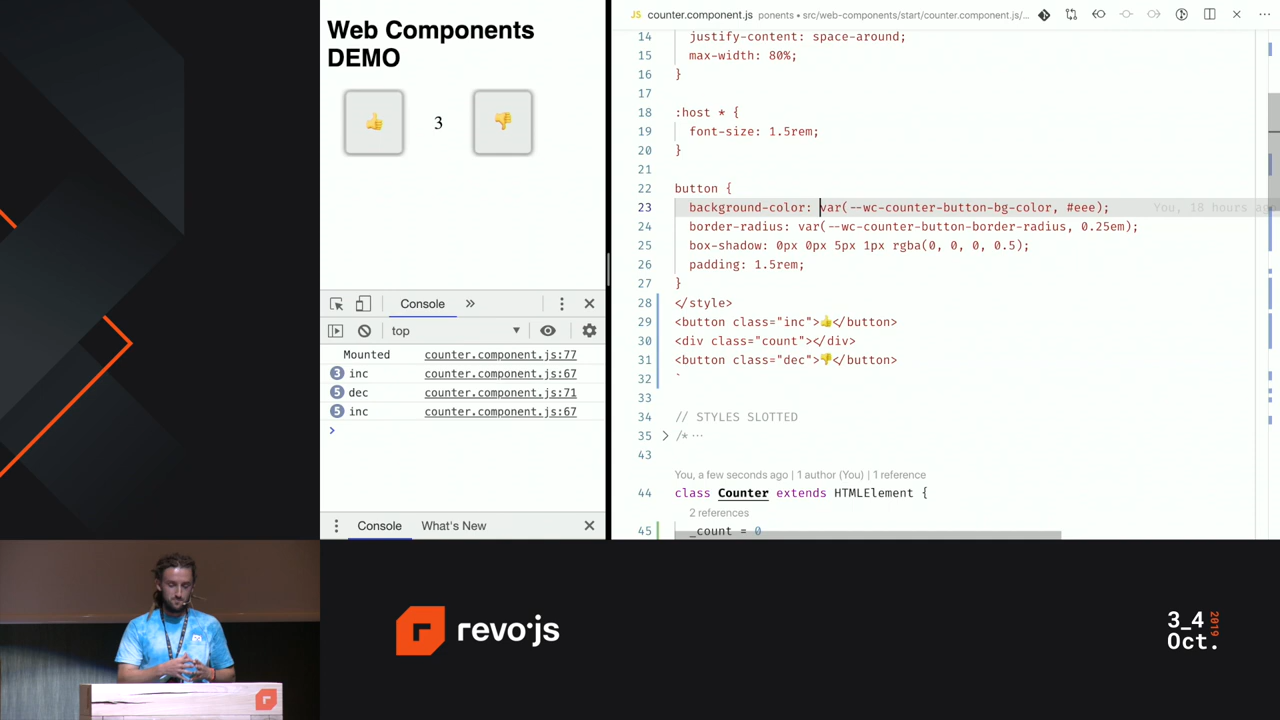 Web Components
DEMO
👍 3 👎
Console »
top
Mounted counter.component.js:77
3 inc counter.component.js:67
5 dec counter.component.js:71
5 inc counter.component.js:67
>
Console What's New
JS counter.component.js ponents • src/web-components/start/counter.component.js/...
14 justify-content: space-around;
15 max-width: 80%;
16 }
17
18 :host * {
19 font-size: 1.5rem;
20 }
21
22 button {
23 background-color: var(--wc-counter-button-bg-color, #eee); You, 18 hours ago
24 border-radius: var(--wc-counter-button-border-radius, 0.25em);
25 box-shadow: 0px 0px 5px 1px rgba(0, 0, 0, 0.5);
26 padding: 1.5rem;
27 }
28 </style>
29 <button class="inc">👍</button>
30 <div class="count"></div>
31 <button class="dec">👎</button>
32 `
33
34 // STYLES SLOTTED
35 /* ...
43
You, a few seconds ago | 1 author (You) | 1 reference
44 class Counter extends HTMLElement {
2 references
45 _count = 0
r revo·js
3_4 2019
Oct.